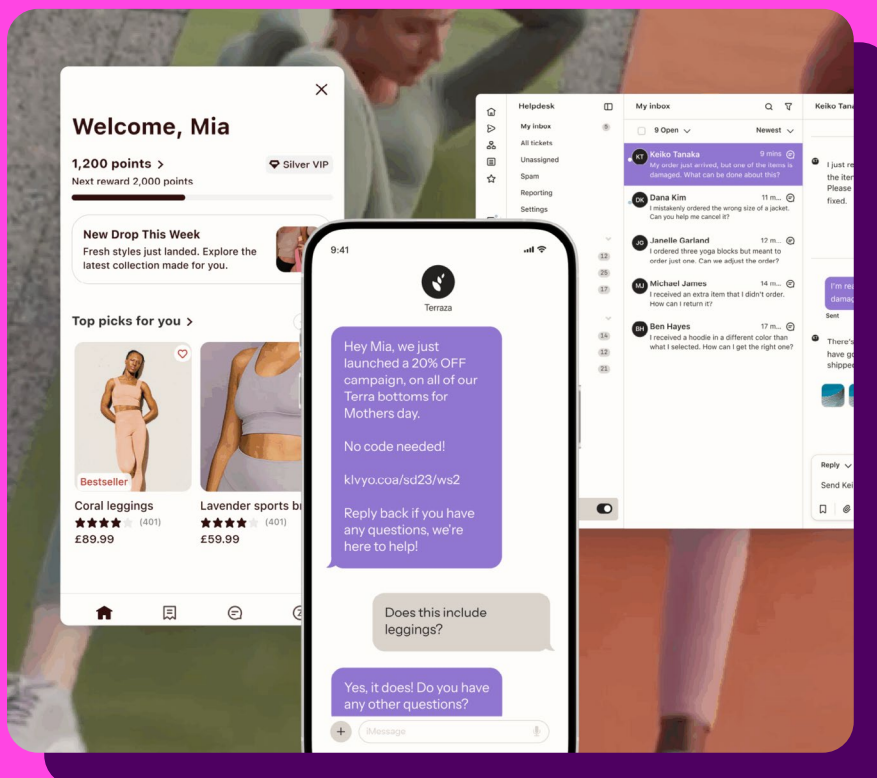 Welcome, Mia
1,200 points >
Silver VIP
Next reward 2,000 points
New Drop This Week
Fresh styles just landed. Explore the
latest collection made for you.
Top picks for you >
Bestseller
Coral leggings
(401)
£89.99
Lavender sports
(401)
£59.99
9:41
Terraza
Hey Mia, we just
launched a 20% OFF
campaign, on all of our
Terra bottoms for
Mothers day.
No code needed!
klvyo.coa/sd23/ws2
Reply back if you have
any questions, we're
here to help!
Does this include
leggings?
Yes, it does! Do you have
any other questions?
iMessage
Helpdesk
My inbox
5
All tickets
Unassigned
Spam
Reporting
Settings
12
25
17
14
12
21
My inbox
9 Open
Newest
KT
Keiko Tanaka
9 mins
My order just arrived, but one of the items is
damaged. What can be done about this?
DK
Dana Kim
11 m...
I mistakenly ordered the wrong size of a jacket.
Can you help me cancel it?
JG
Janelle Garland
12 m...
I ordered three yoga blocks but meant to
order just one. Can we adjust the order?
MJ
Michael James
14 m...
I received an extra item that I didn't order.
How can I return it?
BH
Ben Hayes
17 m...
I received a hoodie in a different color than
what I selected. How can I get the right one?
Keiko
I just
the
Please
fixed.
I'm
Sent
There's
have
shipped
Reply
Send